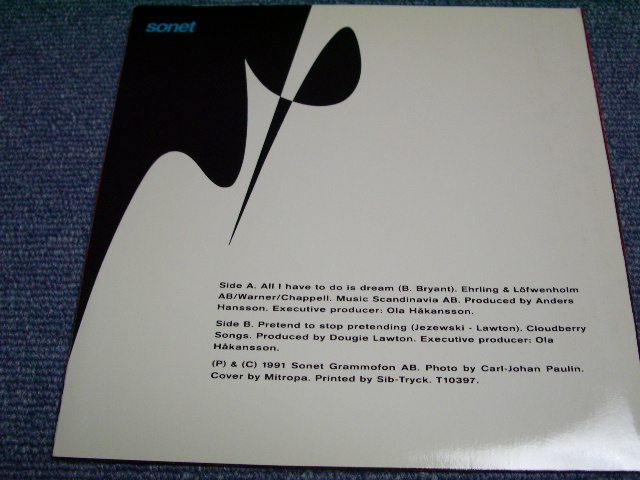 sonet
Side A. All I have to do is dream (B. Bryant). Ehrling & Löfwenholm
AB/Warner/Chappell. Music Scandinavia AB. Produced by Anders
Hansson. Executive producer: Ola Håkansson.
Side B. Pretend to stop pretending (Jezewski - Lawton). Cloudberry
Songs. Produced by Dougie Lawton. Executive producer: Ola
Håkansson.
(P) & (C) 1991 Sonet Grammofon AB. Photo by Carl-Johan Paulin.
Cover by Mitropa. Printed by Sib-Tryck. T10397.